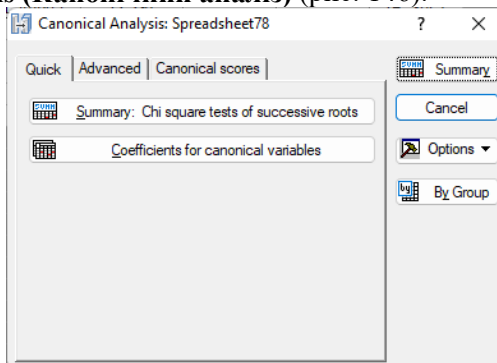 Canonical Analysis: Spreadsheet78 ? X
Quick Advanced Canonical scores
Summary: Chi square tests of successive roots
Coefficients for canonical variables
Summary
Cancel
Options
By Group